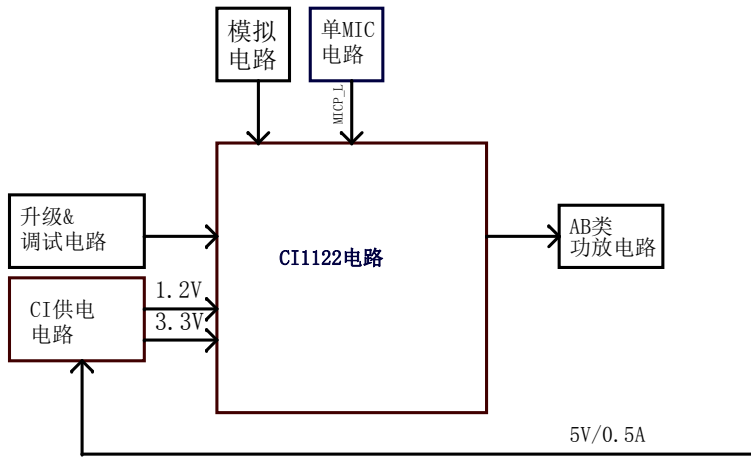 模拟
电路
单MIC
电路
MICP_L
升级&
调试电路
CI1122电路
AB类
功放电路
CI供电
电路
1.2V
3.3V
5V/0.5A